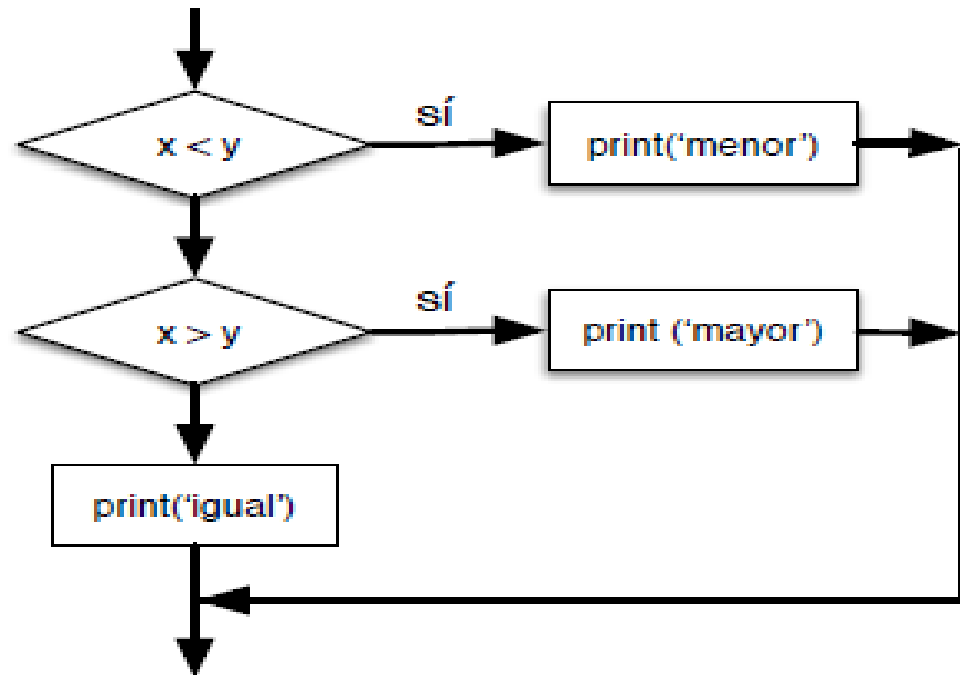 sí
x < y
print(‘menor’)
sí
x > y
print (‘mayor’)
print(‘igual’)